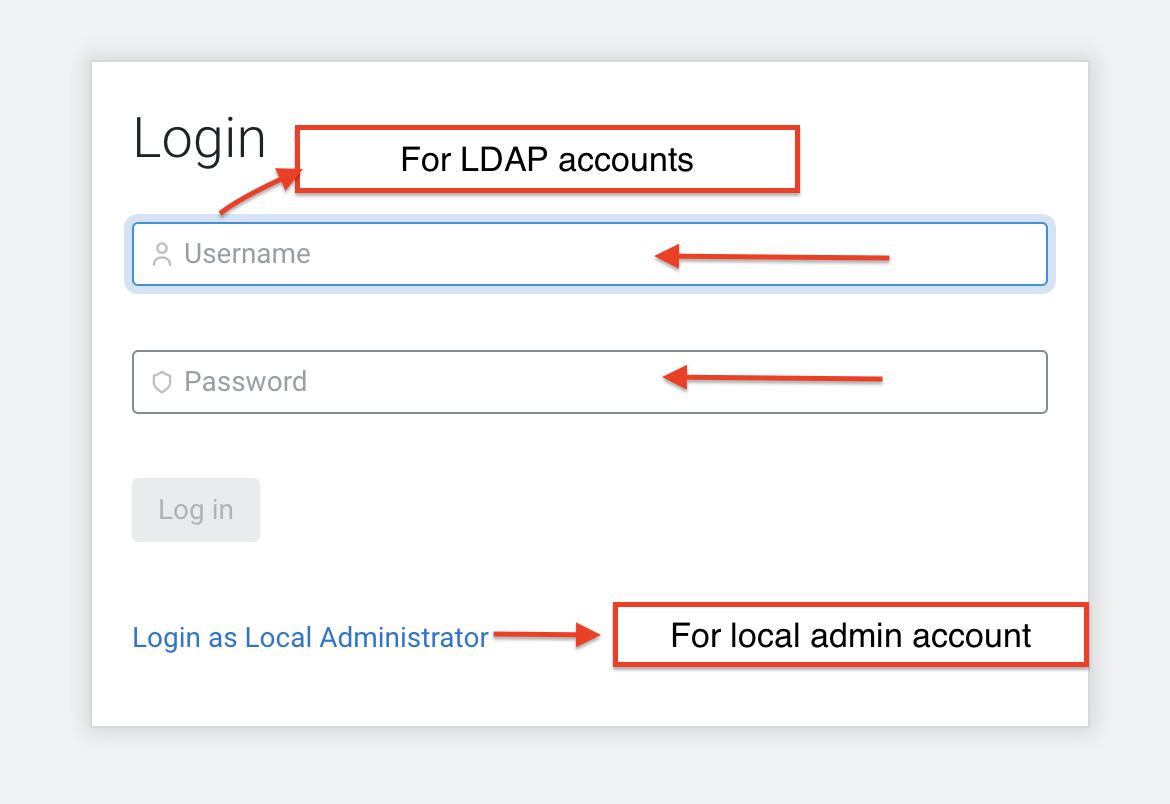 Login
For LDAP accounts
Username
Password
Log in
Login as Local Administrator
For local admin account